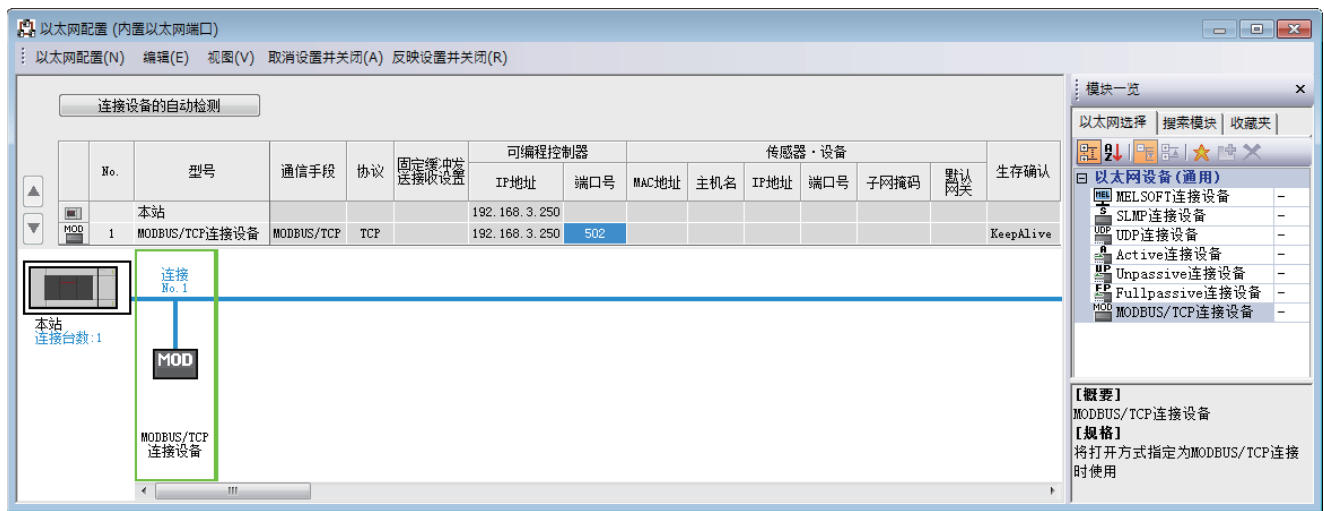 以太网配置 (内置以太网端口)
以太网配置(N) 编辑(E) 视图(V) 取消设置并关闭(A) 反映设置并关闭(R)
连接设备的自动检测
No. 型号 通信手段 协议 固定缓冲发送接收设置 可编程控制器 传感器・设备 生存确认
IP地址 端口号 MAC地址 主机名 IP地址 端口号 子网掩码 默认网关
本站 192.168.3.250
MOD 1 MODBUS/TCP连接设备 MODBUS/TCP TCP 192.168.3.250 502 KeepAlive
连接
No.1
本站
连接台数:1
MOD
MODBUS/TCP
连接设备
模块一览
以太网选择 搜索模块 收藏夹
以太网设备(通用)
MEL MELSOFT连接设备 -
S SLMP连接设备 -
UDP UDP连接设备 -
A Active连接设备 -
UP Unpassive连接设备 -
FP Fullpassive连接设备 -
MOD MODBUS/TCP连接设备 -
[概要]
MODBUS/TCP连接设备
[规格]
将打开方式指定为MODBUS/TCP连接
时使用